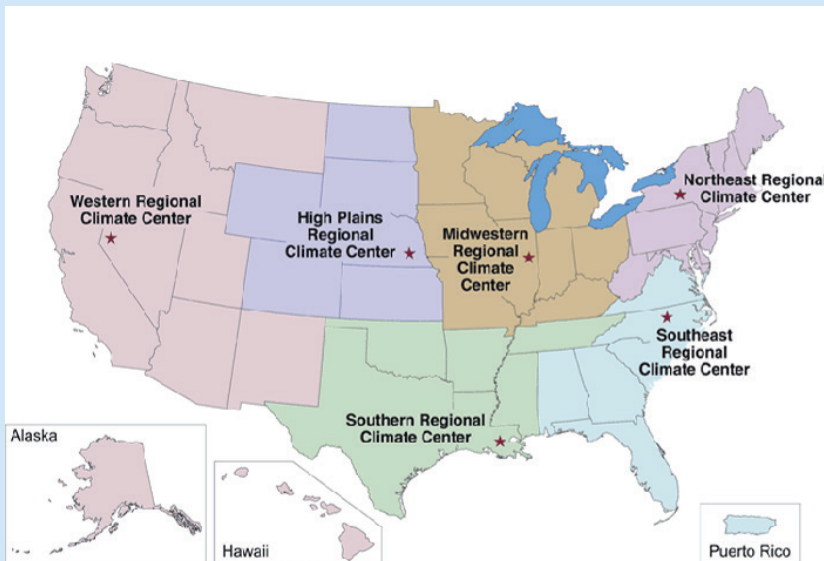 Western Regional
Climate Center
High Plains
Regional
Climate Center
Midwestern
Regional
Climate
Center
Northeast Regional
Climate Center
Southeast
Regional
Climate Center
Southern Regional
Climate Center
Alaska
Hawaii
Puerto Rico